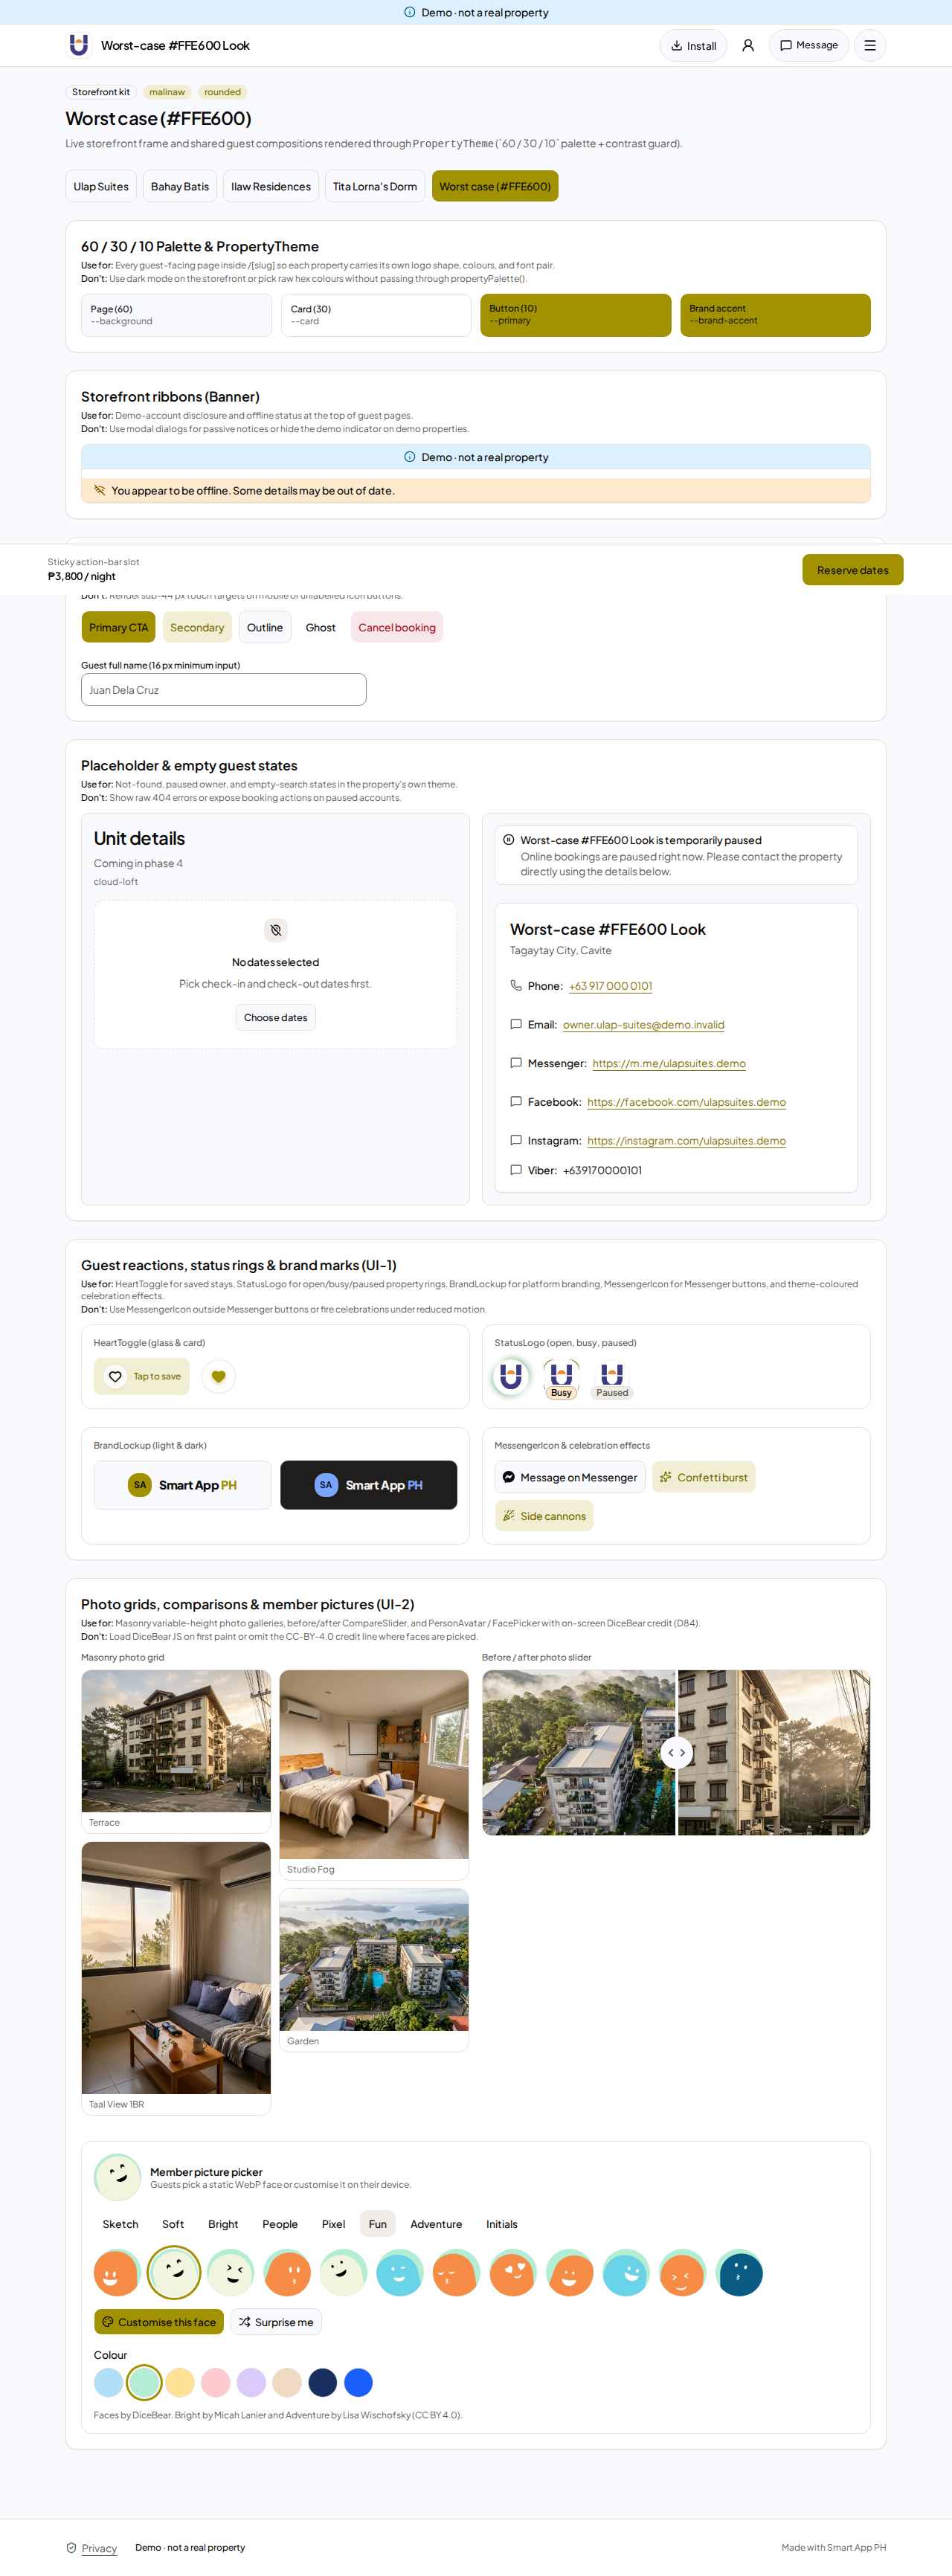 Demo · not a real property
Worst-case #FFE600 Look
Install
Message
Storefront kit
malinaw
rounded
Worst case (#FFE600)
Live storefront frame and shared guest compositions rendered through PropertyTheme (`60 / 30 / 10` palette + contrast guard).
Ulap Suites
Bahay Batis
Ilaw Residences
Tita Lorna's Dorm
Worst case (#FFE600)
60 / 30 / 10 Palette & PropertyTheme
Use for: Every guest-facing page inside /[slug] so each property carries its own logo shape, colours, and font pair.
Don't: Use dark mode on the storefront or pick raw hex colours without passing through propertyPalette().
Page (60)
--background
Card (30)
--card
Button (10)
--primary
Brand accent
--brand-accent
Storefront ribbons (Banner)
Use for: Demo-account disclosure and offline status at the top of guest pages.
Don't: Use modal dialogs for passive notices or hide the demo indicator on demo properties.
Demo · not a real property
You appear to be offline. Some details may be out of date.
Sticky action-bar slot
₱3,800 / night
Reserve dates
Don't: Render sub-44 px touch targets on mobile or unlabelled icon buttons.
Primary CTA
Secondary
Outline
Ghost
Cancel booking
Guest full name (16 px minimum input)
Juan Dela Cruz
Placeholder & empty guest states
Use for: Not-found, paused owner, and empty-search states in the property's own theme.
Don't: Show raw 404 errors or expose booking actions on paused accounts.
Unit details
Coming in phase 4
cloud-loft
No dates selected
Pick check-in and check-out dates first.
Choose dates
Worst-case #FFE600 Look is temporarily paused
Online bookings are paused right now. Please contact the property
directly using the details below.
Worst-case #FFE600 Look
Tagaytay City, Cavite
Phone: +63 917 000 0101
Email: owner.ulap-suites@demo.invalid
Messenger: https://m.me/ulapsuites.demo
Facebook: https://facebook.com/ulapsuites.demo
Instagram: https://instagram.com/ulapsuites.demo
Viber: +639170000101
Guest reactions, status rings & brand marks (UI-1)
Use for: HeartToggle for saved stays, StatusLogo for open/busy/paused property rings, BrandLockup for platform branding, MessengerIcon for Messenger buttons, and theme-coloured
celebration effects.
Don't: Use MessengerIcon outside Messenger buttons or fire celebrations under reduced motion.
HeartToggle (glass & card)
Tap to save
StatusLogo (open, busy, paused)
Busy
Paused
BrandLockup (light & dark)
SA Smart App PH
SA Smart App PH
MessengerIcon & celebration effects
Message on Messenger
Confetti burst
Side cannons
Photo grids, comparisons & member pictures (UI-2)
Use for: Masonry variable-height photo galleries, before/after CompareSlider, and PersonAvatar / FacePicker with on-screen DiceBear credit (D84).
Don't: Load DiceBear JS on first paint or omit the CC-BY-4.0 credit line where faces are picked.
Masonry photo grid
Before / after photo slider
Terrace
Studio Fog
Taal View 1BR
Garden
Member picture picker
Guests pick a static WebP face or customise it on their device.
Sketch
Soft
Bright
People
Pixel
Fun
Adventure
Initials
Customise this face
Surprise me
Colour
Faces by DiceBear. Bright by Micah Lanier and Adventure by Lisa Wischofsky (CC BY 4.0).
Privacy
Demo · not a real property
Made with Smart App PH